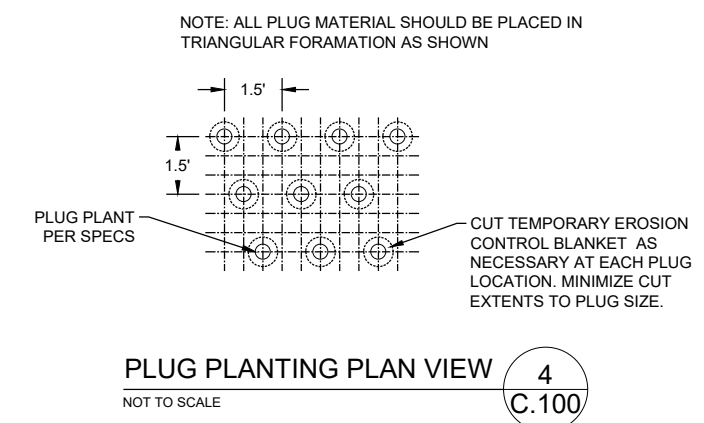 NOTE: ALL PLUG MATERIAL SHOULD BE PLACED IN
TRIANGULAR FORAMATION AS SHOWN
1.5'
1.5'
PLUG PLANT
PER SPECS
CUT TEMPORARY EROSION
CONTROL BLANKET AS
NECESSARY AT EACH PLUG
LOCATION. MINIMIZE CUT
EXTENTS TO PLUG SIZE.
PLUG PLANTING PLAN VIEW
NOT TO SCALE
4
C.100